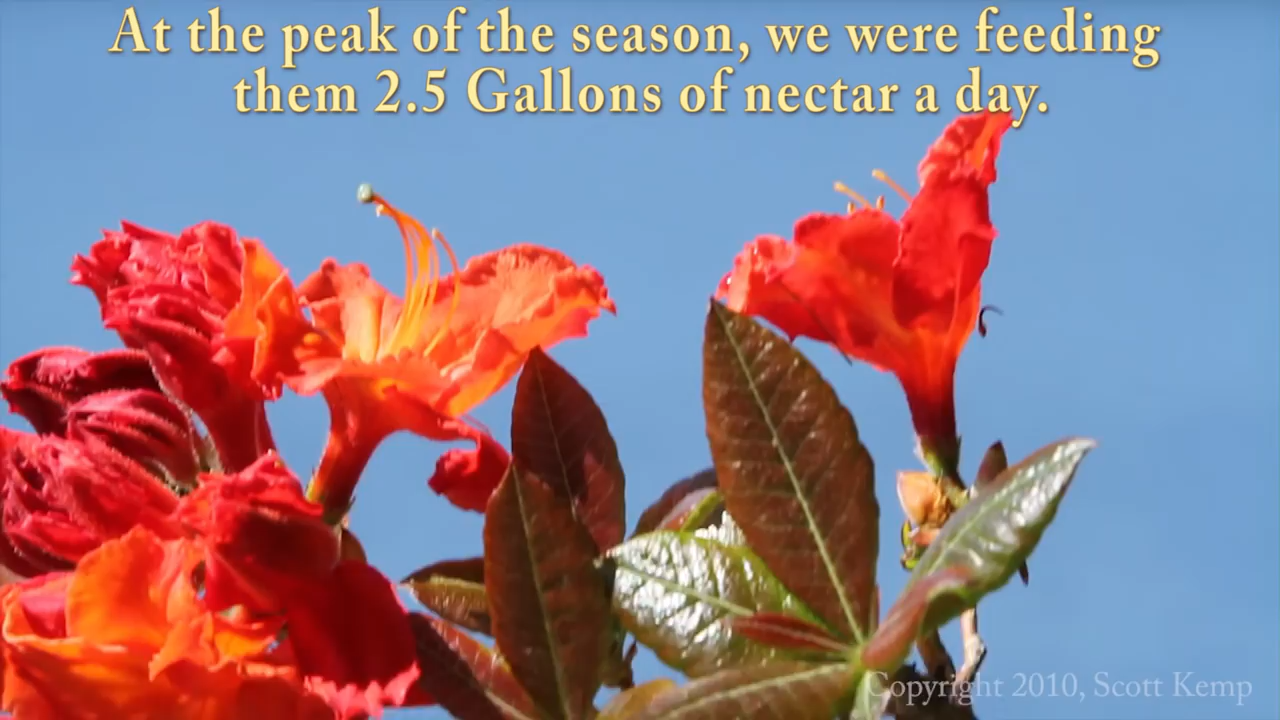 At the peak of the season, we were feeding
them 2.5 Gallons of nectar a day.
Copyright 2010, Scott Kemp